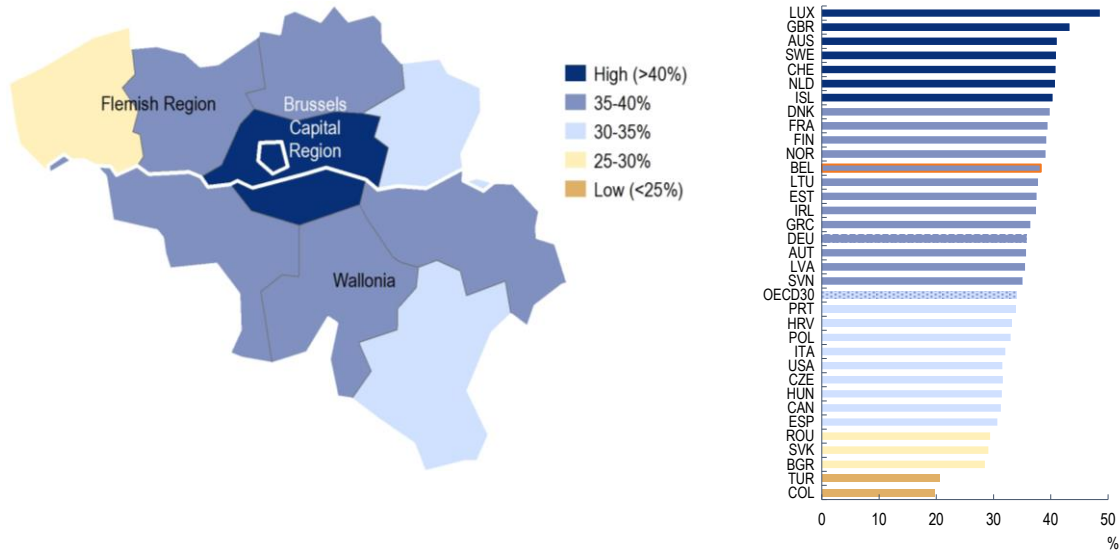 Flemish Region
Brussels
Capital
Region
Wallonia
High (>40%)
35-40%
30-35%
25-30%
Low (<25%)
LUX
GBR
AUS
SWE
CHE
NLD
ISL
DNK
FRA
FIN
NOR
BEL
LTU
EST
IRL
GRC
DEU
AUT
LVA
SVN
OECD30
PRT
HRV
POL
ITA
USA
CZE
HUN
CAN
ESP
ROU
SVK
BGR
TUR
COL
0 10 20 30 40 50
%